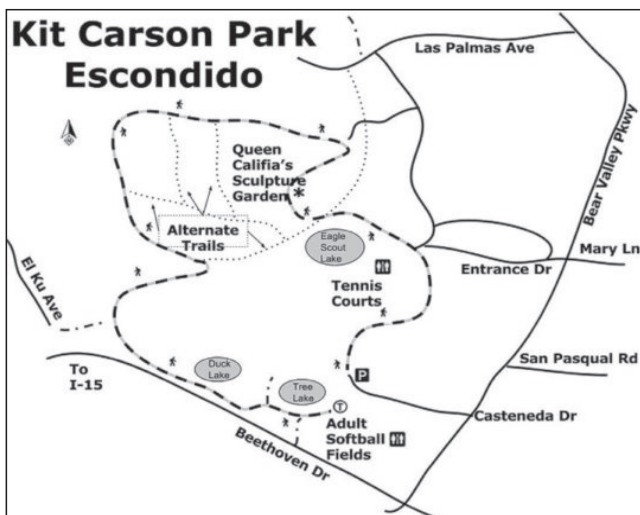 Kit Carson Park
Escondido
Las Palmas Ave
Bear Valley Pkwy
Queen
Califia's
Sculpture
Garden
*
Alternate
Trails
Eagle
Scout
Lake
Mary Ln
Entrance Dr
Tennis
Courts
El Ku Ave
San Pasqual Rd
To
I-15
Duck
Lake
Tree
Lake
P
T
Casteneda Dr
Adult
Softball
Fields
Beethoven Dr